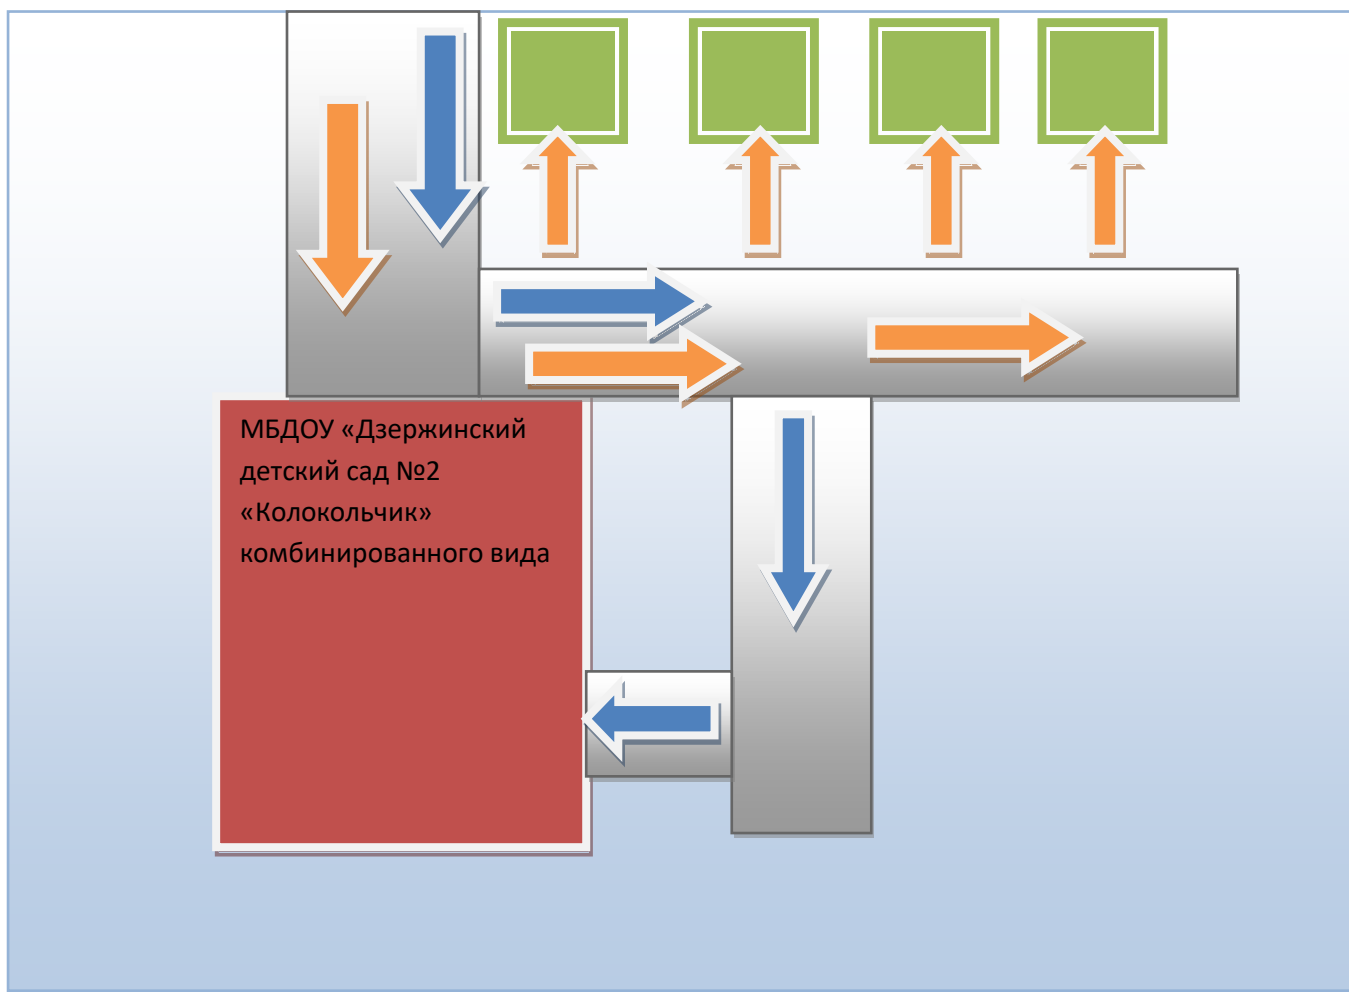 МБДОУ «Дзержинский
детский сад №2
«Колокольчик»
комбинированного вида